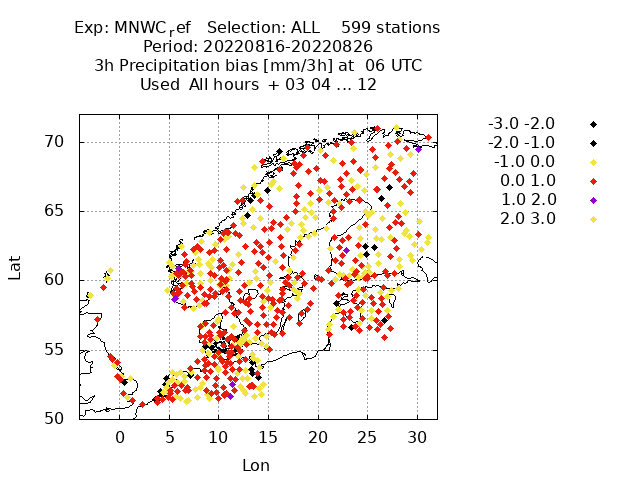 Exp: MNWC_ref Selection: ALL 599 stations
Period: 20220816-20220826
3h Precipitation bias [mm/3h] at 06 UTC
Used All hours + 03 04 ... 12
-3.0 -2.0
-2.0 -1.0
-1.0 0.0
0.0 1.0
1.0 2.0
2.0 3.0
70
65
60
55
50
Lat
0 5 10 15 20 25 30
Lon